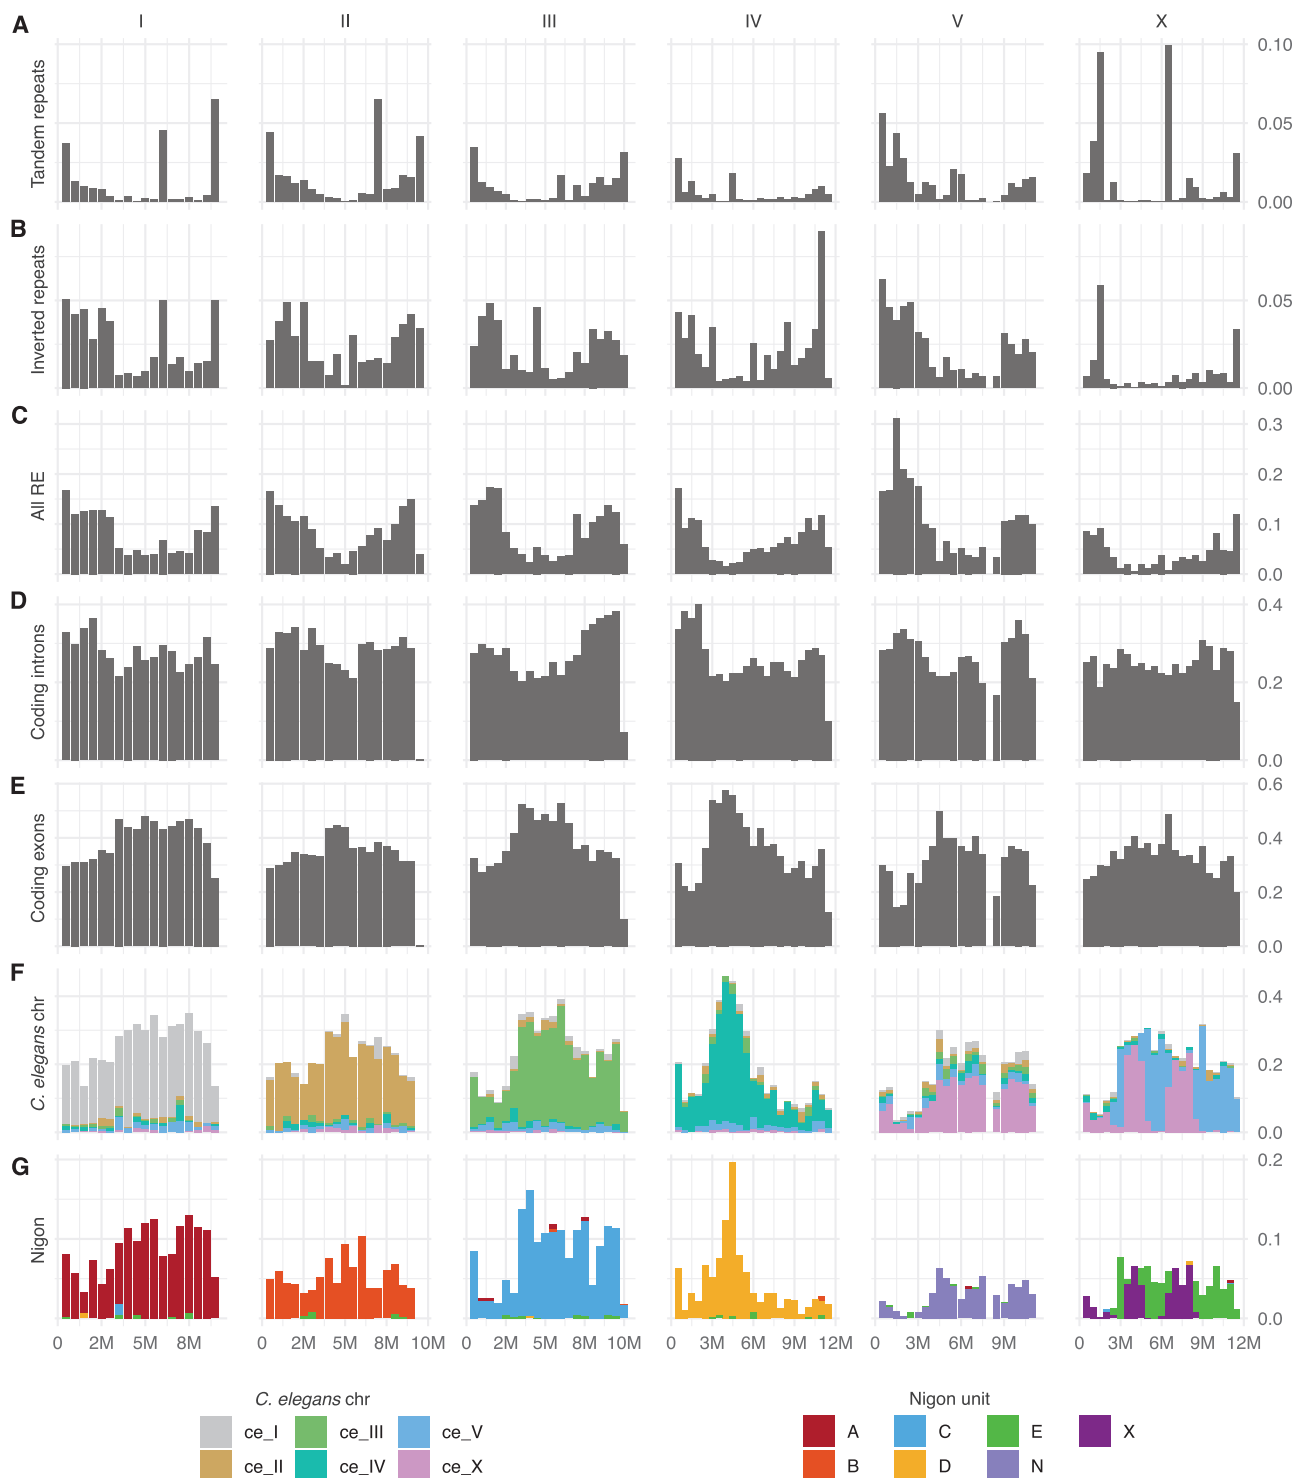 A I II III IV V X
Tandem repeats
0.10
0.05
0.00
B
Inverted repeats
0.05
0.00
C
All RE
0.3
0.2
0.1
0.0
D
Coding introns
0.4
0.2
0.0
E
Coding exons
0.6
0.4
0.2
0.0
F
C. elegans chr
0.4
0.2
0.0
G
Nigon
0.2
0.1
0.0
0 2M 5M 8M 0 2M 5M 8M 10M 0 2M 5M 8M 10M 0 3M 6M 9M 12M 0 3M 6M 9M 0 3M 6M 9M 12M
C. elegans chr Nigon unit
ce_I ce_III ce_V A C E X
ce_II ce_IV ce_X B D N